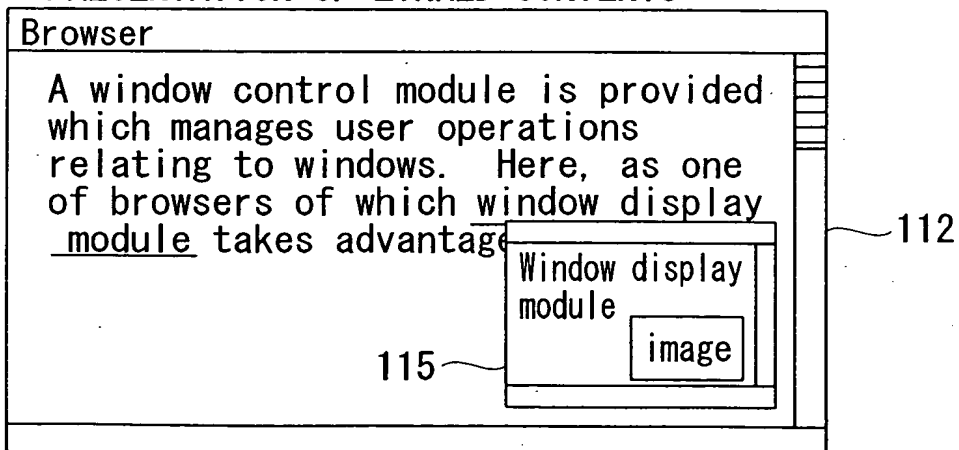 Browser
A window control module is provided
which manages user operations
relating to windows. Here, as one
of browsers of which window display
module takes advantage
Window display
module
image
112
115